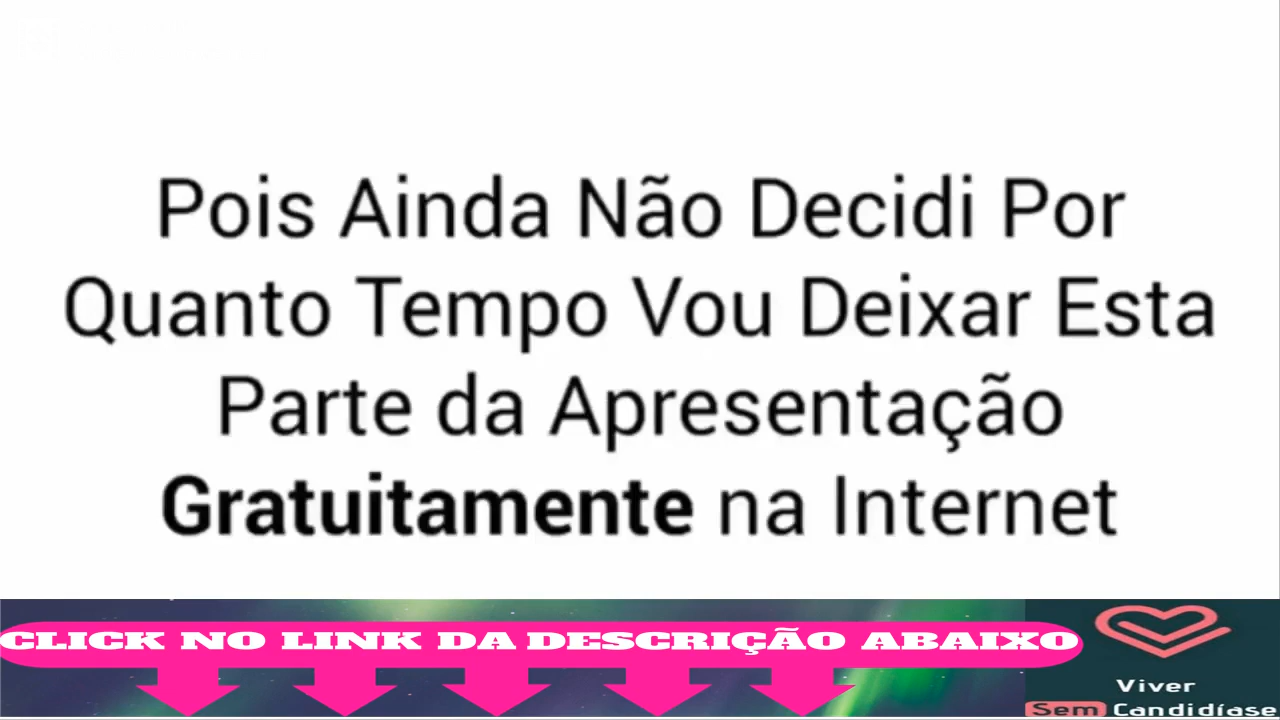 Pois Ainda Não Decidi Por
Quanto Tempo Vou Deixar Esta
Parte da Apresentação
Gratuitamente na Internet
CLICK NO LINK DA DESCRIÇÃO ABAIXO
Viver
Sem Candidíase